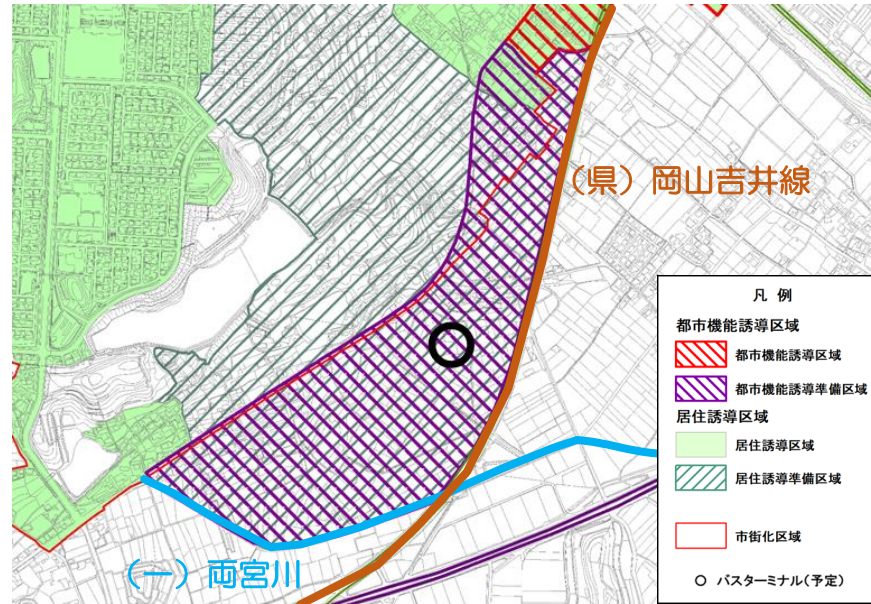 (県)岡山吉井線
凡 例
都市機能誘導区域
都市機能誘導区域
都市機能誘導準備区域
居住誘導区域
居住誘導区域
居住誘導準備区域
市街化区域
バスターミナル(予定)
(一)両宮川